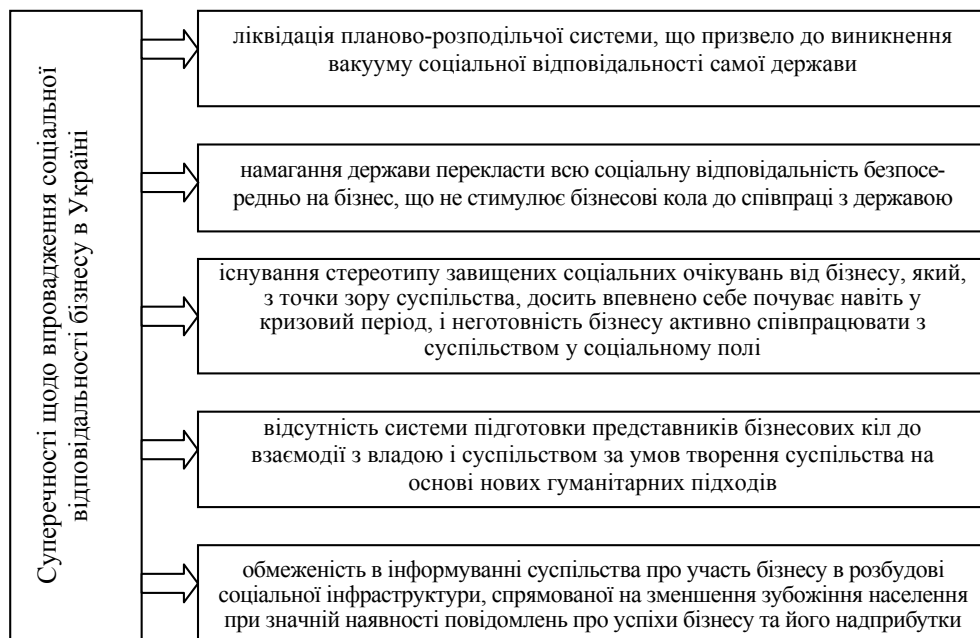 Суперечності щодо впровадження соціальної
відповідальності бізнесу в Україні
ліквідація планово-розподільчої системи, що призвело до виникнення
вакууму соціальної відповідальності самої держави
намагання держави перекласти всю соціальну відповідальність безпосе-
редньо на бізнес, що не стимулює бізнесові кола до співпраці з державою
існування стереотипу завищених соціальних очікувань від бізнесу, який,
з точки зору суспільства, досить впевнено себе почуває навіть у
кризовий період, і неготовність бізнесу активно співпрацювати з
суспільством у соціальному полі
відсутність системи підготовки представників бізнесових кіл до
взаємодії з владою і суспільством за умов творення суспільства на
основі нових гуманітарних підходів
обмеженість в інформуванні суспільства про участь бізнесу в розбудові
соціальної інфраструктури, спрямованої на зменшення зубожіння населення
при значній наявності повідомлень про успіхи бізнесу та його надприбутки